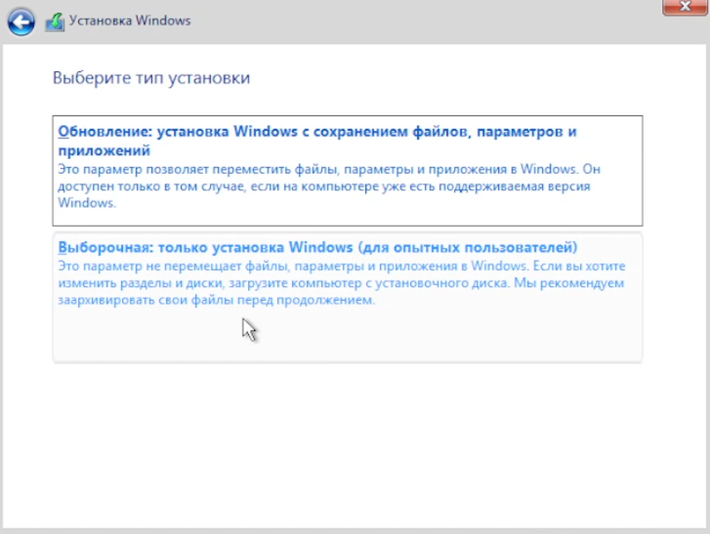 Установка Windows
Выберите тип установки
Обновление: установка Windows с сохранением файлов, параметров и
приложений
Это параметр позволяет переместить файлы, параметры и приложения в Windows. Он
доступен только в том случае, если на компьютере уже есть поддерживаемая версия
Windows.
Выборочная: только установка Windows (для опытных пользователей)
Это параметр не перемещает файлы, параметры и приложения в Windows. Если вы хотите
изменить разделы и диски, загрузите компьютер с установочного диска. Мы рекомендуем
заархивировать свои файлы перед продолжением.